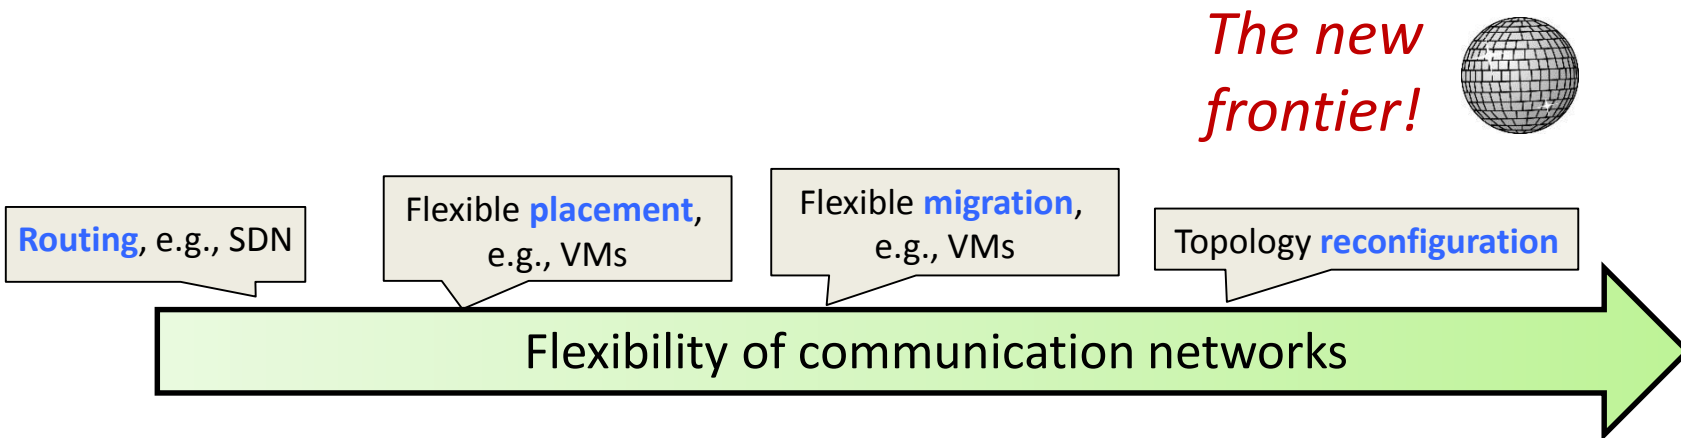 The new
frontier!
Routing, e.g., SDN
Flexible placement,
e.g., VMs
Flexible migration,
e.g., VMs
Topology reconfiguration
Flexibility of communication networks